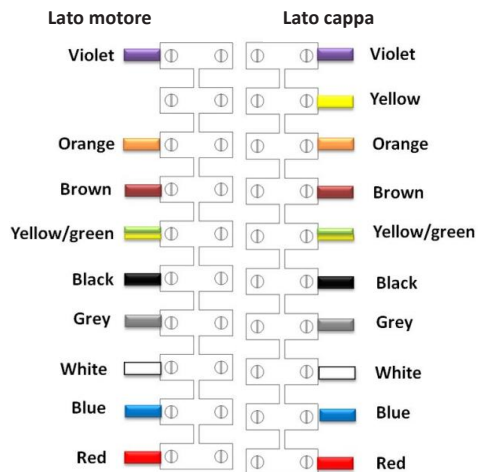 Lato motore Lato cappa
Violet Violet
Yellow
Orange Orange
Brown Brown
Yellow/green Yellow/green
Black Black
Grey Grey
White White
Blue Blue
Red Red